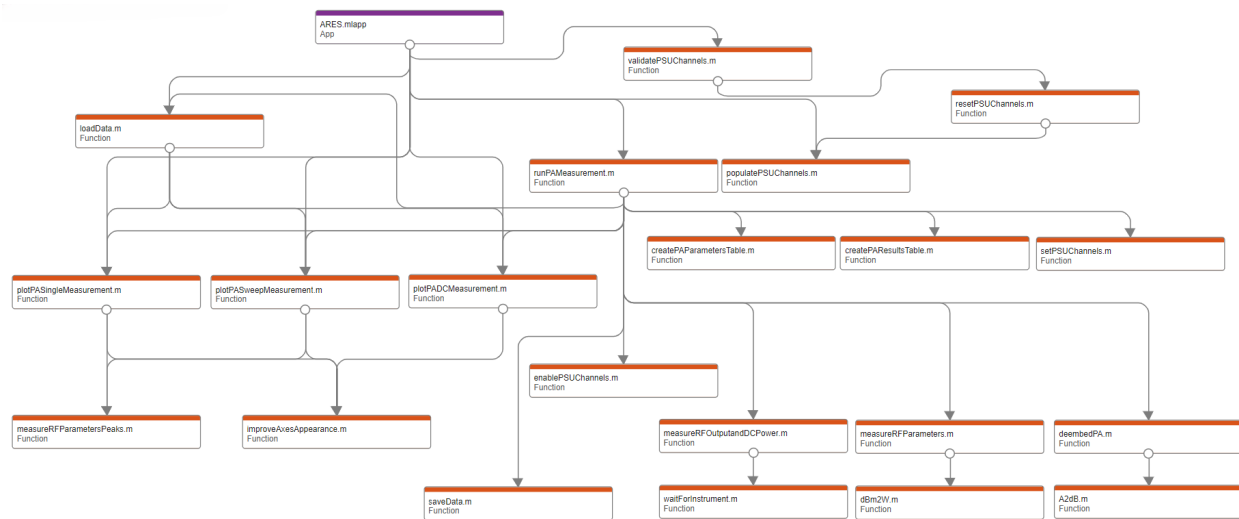 ARES.mlapp
App
validatePSUChannels.m
Function
resetPSUChannels.m
Function
loadData.m
Function
runPAMeasurement.m
Function
populatePSUChannels.m
Function
createPAParametersTable.m
Function
createPAResultsTable.m
Function
setPSUChannels.m
Function
plotPASingleMeasurement.m
Function
plotPASweepMeasurement.m
Function
plotPADCMeasurement.m
Function
enablePSUChannels.m
Function
measureRFParametersPeaks.m
Function
improveAxesAppearance.m
Function
measureRFOutputandDCPower.m
Function
measureRFParameters.m
Function
deembedPA.m
Function
saveData.m
Function
waitForInstrument.m
Function
dBm2W.m
Function
A2dB.m
Function